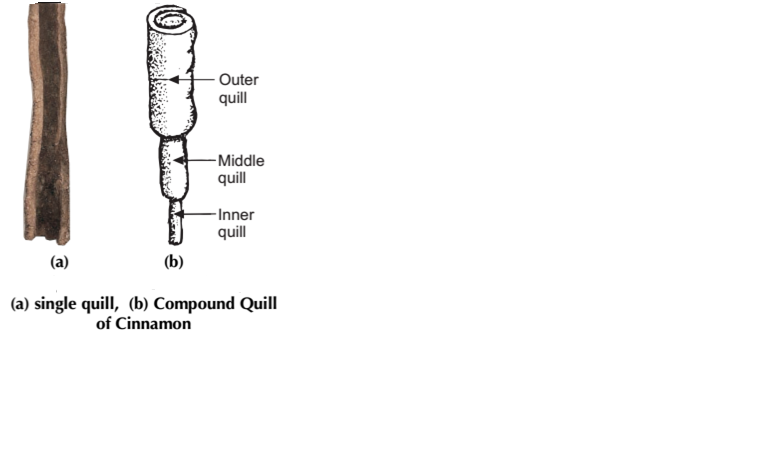 Outer
quill
Middle
quill
Inner
quill
(a)
(b)
(a) single quill, (b) Compound Quill
of Cinnamon